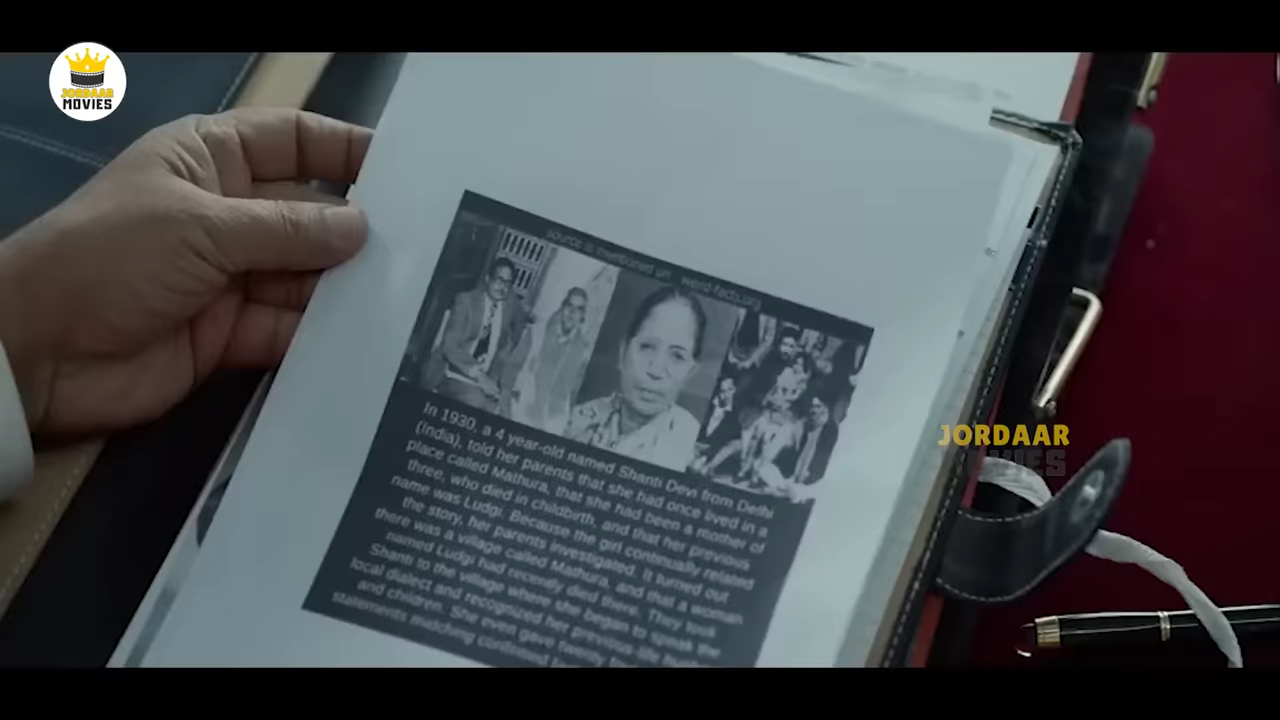 JORDAAR
MOVIES
source is mentioned on weird-facts.org
In 1930, a 4 year-old named Shanti Devi from Delhi
(India), told her parents that she had once lived in a
place called Mathura, that she had been a mother of
three, who died in childbirth, and that her previous
name was Ludgi. Because the girl continually related
the story, her parents investigated. It turned out
there was a village called Mathura, and that a woman
named Ludgi had recently died there. They took
Shanti to the village where she began to speak the
local dialect and recognized her previous-life
and children. She even gave twenty
statements matching confirmed
JORDAAR
MOVIES